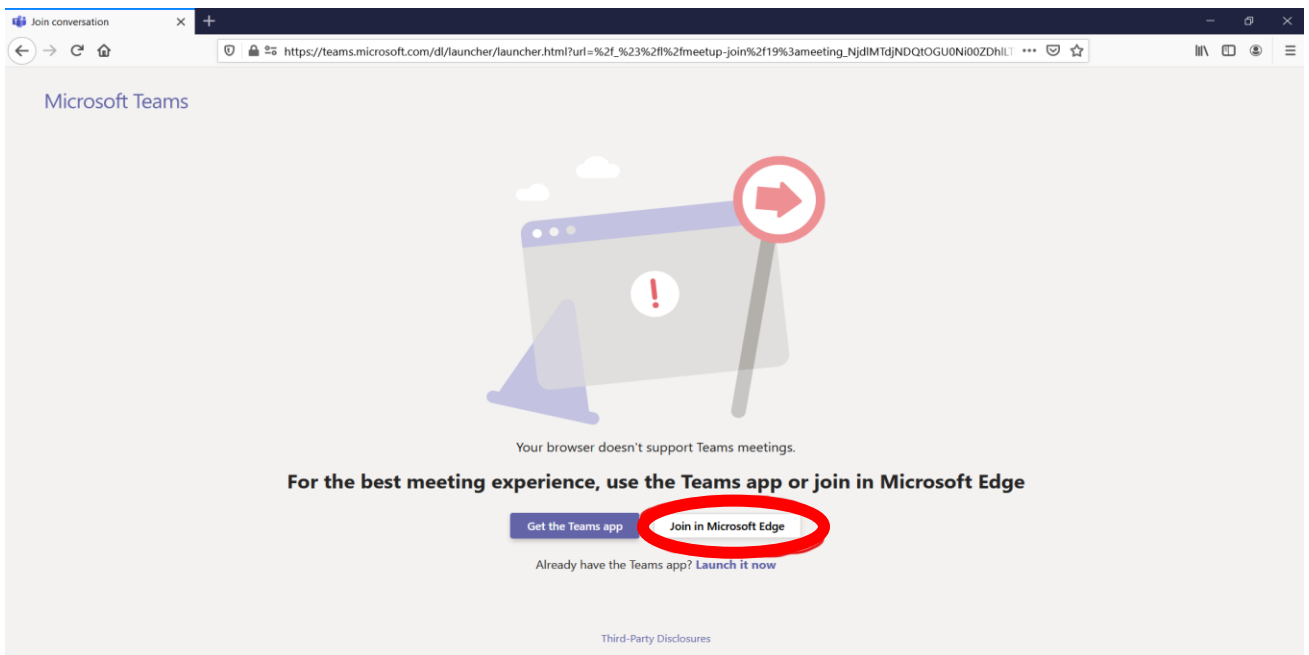 Join conversation
https://teams.microsoft.com/dl/launcher/launcher.html?url=%2f_%23%2fl%2fmeetup-join%2f19%3ameeting_NjdlMTdjNDQtOGU0Ni00ZDhlLT
Microsoft Teams
!
Your browser doesn't support Teams meetings.
For the best meeting experience, use the Teams app or join in Microsoft Edge
Get the Teams app
Join in Microsoft Edge
Already have the Teams app? Launch it now
Third-Party Disclosures